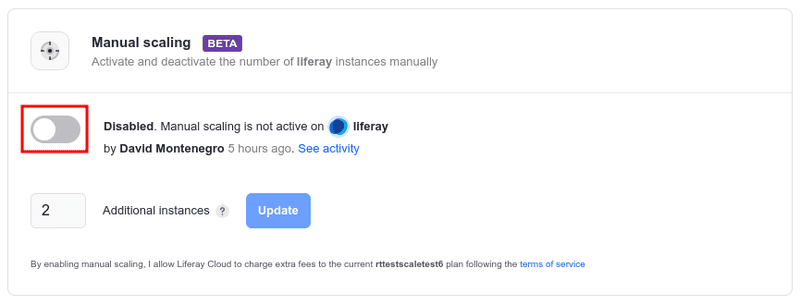 Manual scaling BETA
Activate and deactivate the number of liferay instances manually
Disabled. Manual scaling is not active on liferay
by David Montenegro 5 hours ago. See activity
2 Additional instances ? Update
By enabling manual scaling, I allow Liferay Cloud to charge extra fees to the current rttestscaletest6 plan following the terms of service